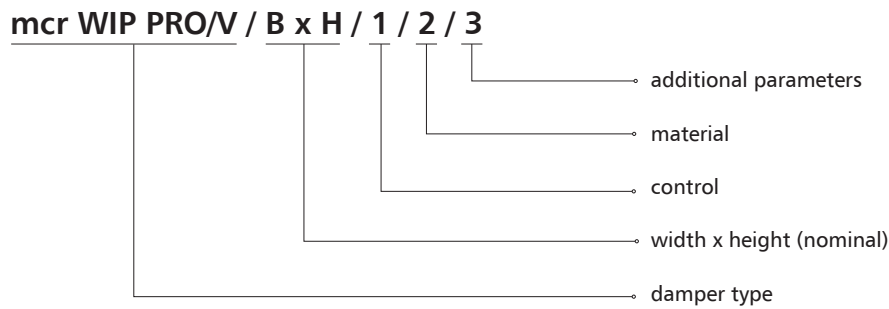 mcr WIP PRO/V / B x H / 1 / 2 / 3
additional parameters
material
control
width x height (nominal)
damper type